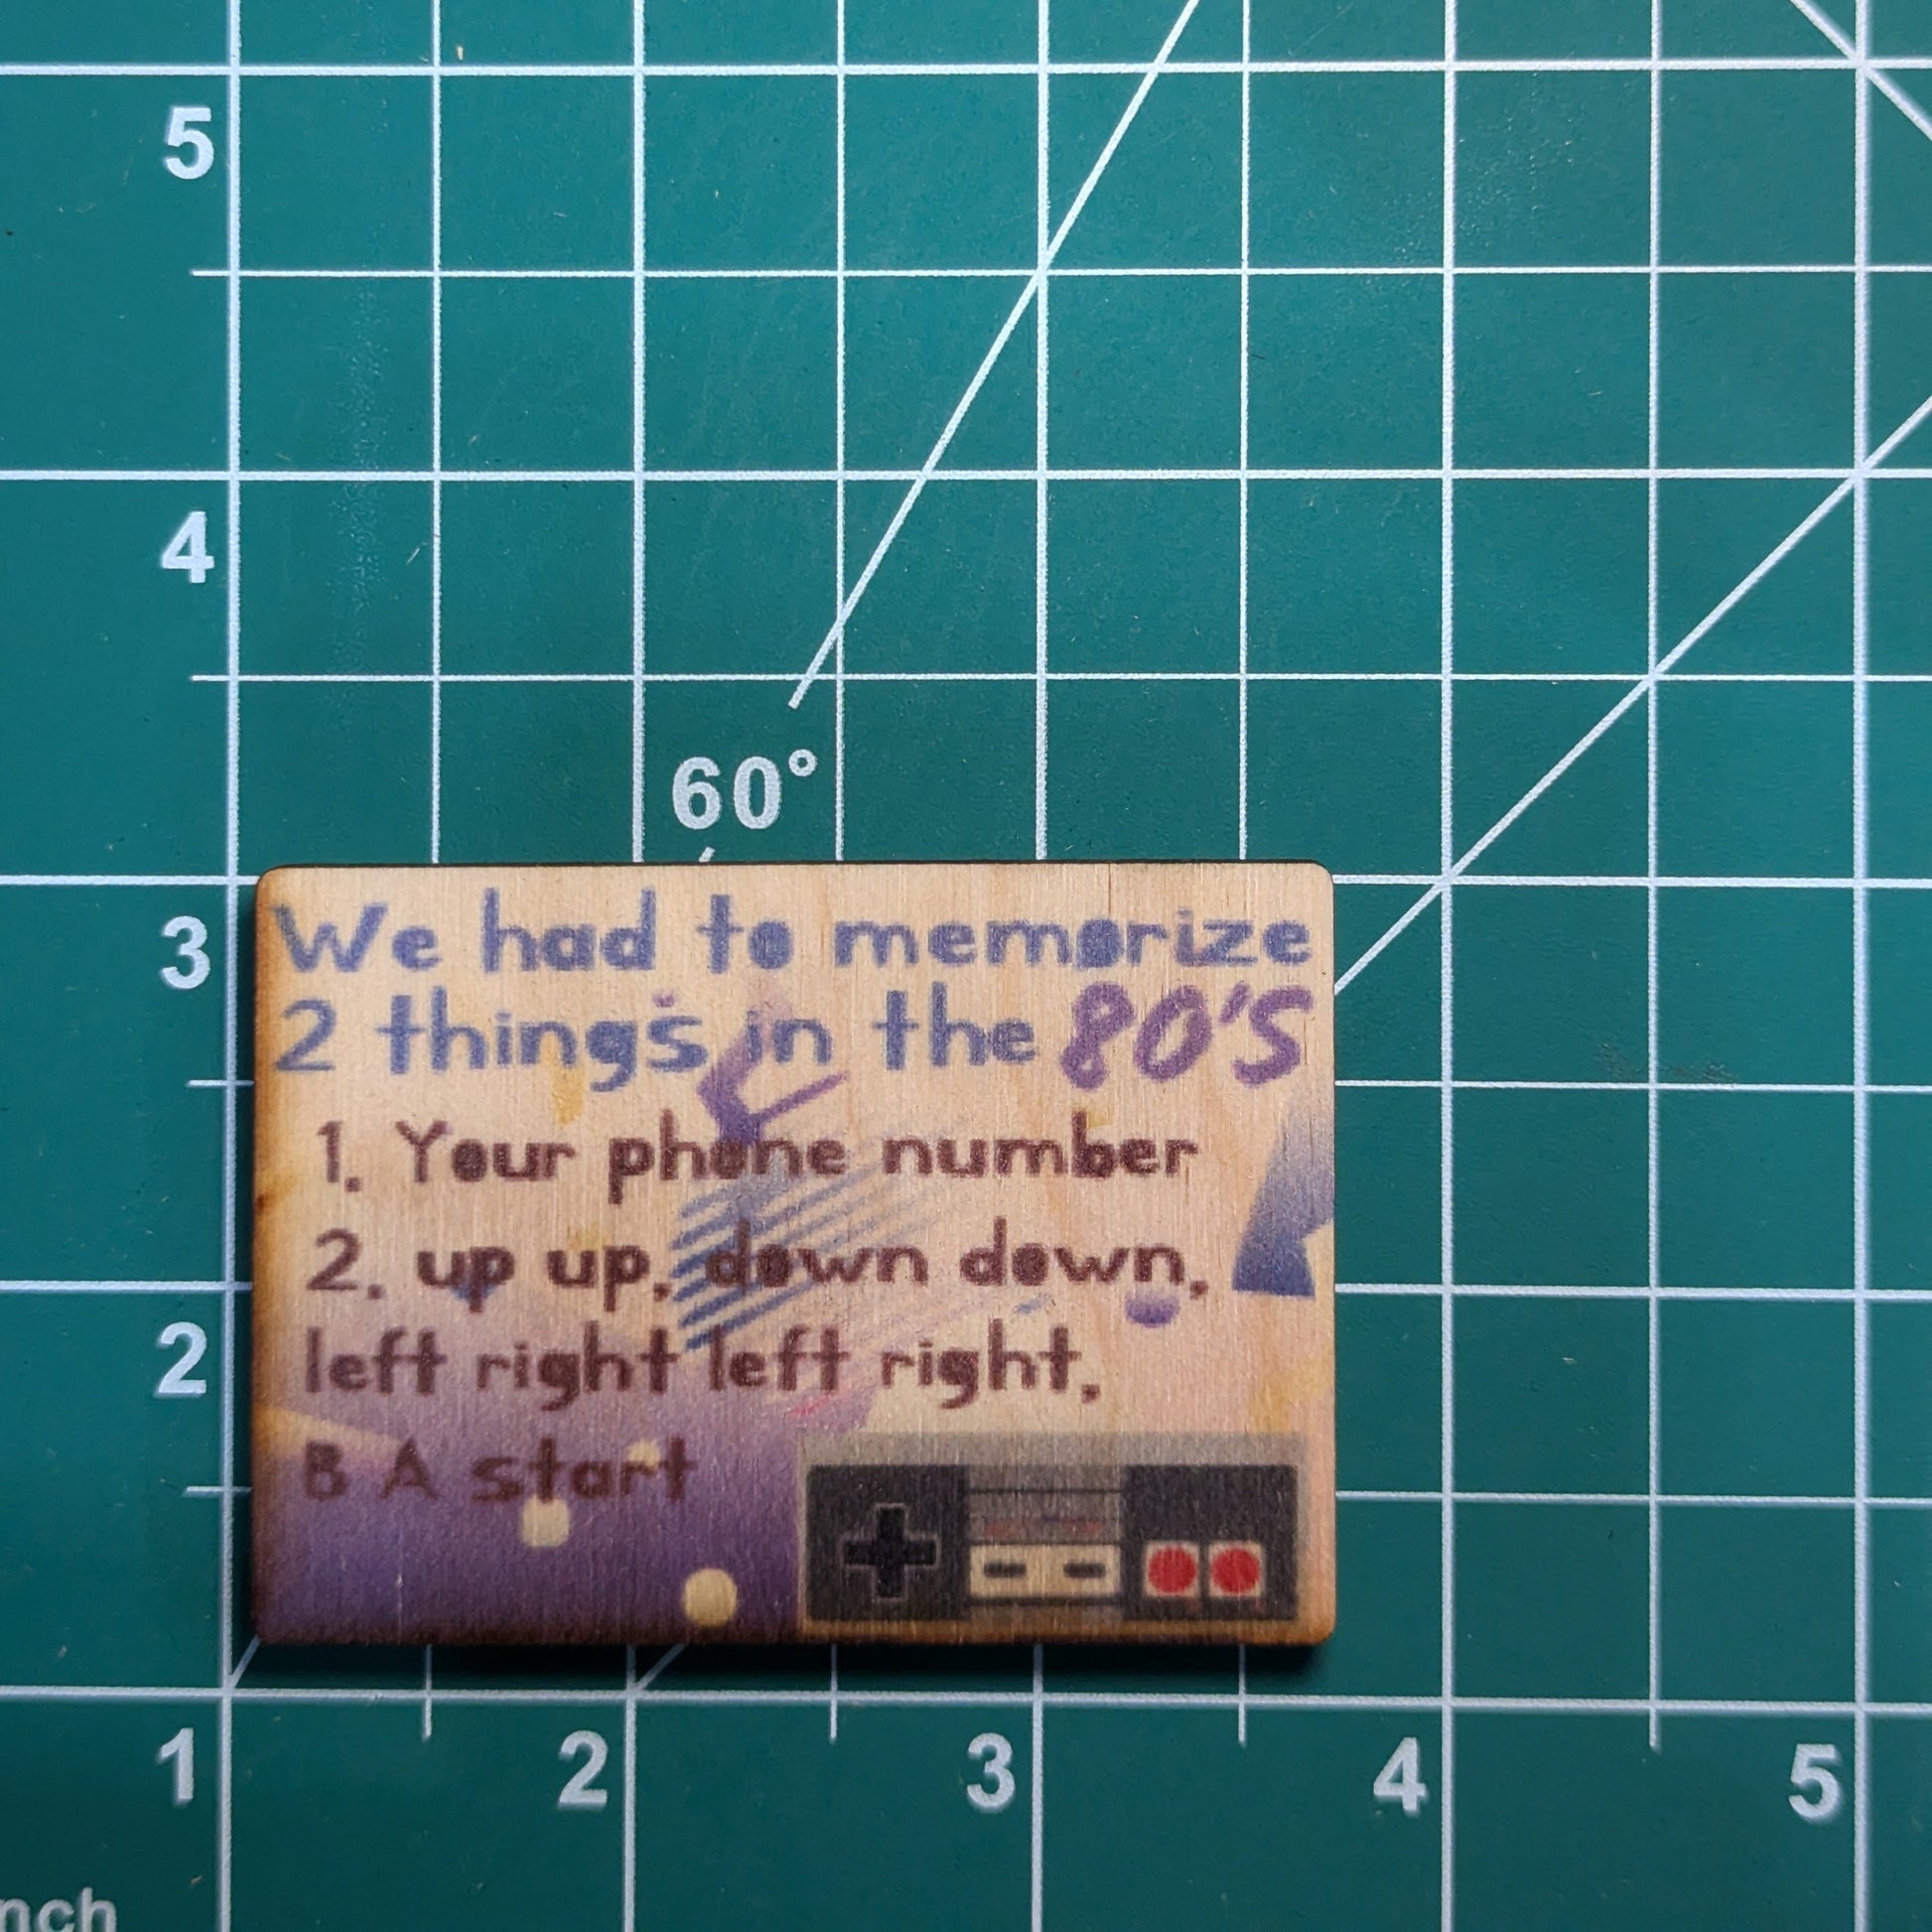 5
4
60°
3
We had to memorize
2 things in the 80'S
1. Your phone number
2. up up, down down,
left right left right,
B A start
2
1 2 3 4 5
nch